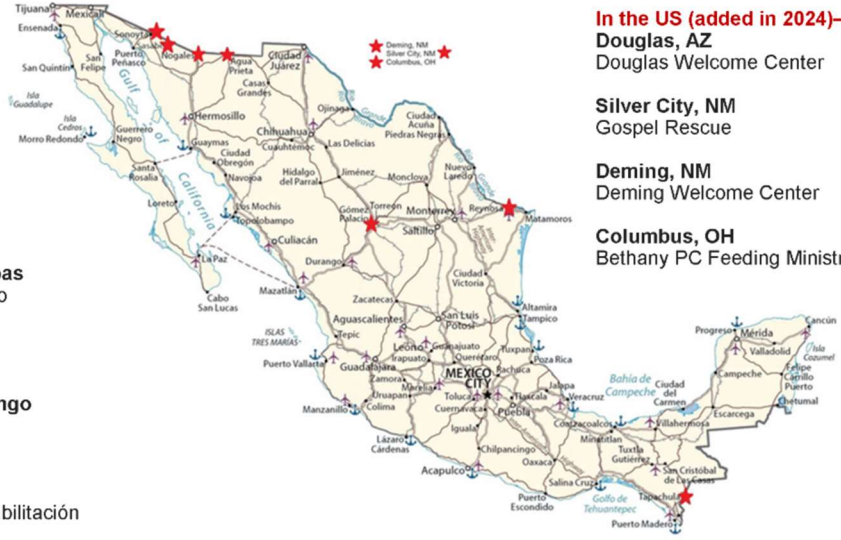 In the US (added in 2024)–
Douglas, AZ
Douglas Welcome Center
Silver City, NM
Gospel Rescue
Deming, NM
Deming Welcome Center
Columbus, OH
Bethany PC Feeding Ministr
Deming, NM
Silver City, NM
Columbus, OH
as
o
ngo
bilitación
Tijuana
Mexicali
Ensenada
Sonoyta
Sasabe
Nogales
Agua
Prieta
Ciudad
Juárez
San Quintín
San
Felipe
Puerto
Peñasco
Casas
Grandes
Isla
Guadalupe
Isla
Cedros
Morro Redondo
Guerrero
Negro
Gulf of California
Hermosillo
Chihuahua
Cuauhtémoc
Ojinaga
Ciudad
Acuña
Piedras Negras
Las Delicias
Guaymas
Ciudad
Obregón
Navojoa
Santa
Rosalia
Loreto
Hidalgo
del Parral
Jiménez
Monclova
Nuevo
Laredo
Los Mochis
Topolobampo
Gómez
Palacio
Torreon
Monterrey
Reynosa
Matamoros
Saltillo
Culiacán
La Paz
Durango
Cabo
San Lucas
Mazatlán
Ciudad
Victoria
Zacatecas
Aguascalientes
San Luis
Potosí
Altamira
Tampico
ISLAS
TRES MARÍAS
Tepic
León
Guanajuato
Irapuato
Querétaro
Tuxpan
Poza Rica
Puerto Vallarta
Guadalajara
Zamora
Morelia
Uruapan
MEXICO
CITY
Pachuca
Toluca
Tlaxcala
Jalapa
Veracruz
Manzanillo
Colima
Cuernavaca
Puebla
Iguala
Lázaro
Cárdenas
Chilpancingo
Acapulco
Oaxaca
Puerto
Escondido
Salina Cruz
Golfo de
Tehuantepec
Coatzacoalcos
Minatitlan
Bahía de
Campeche
Ciudad
del
Carmen
Villahermosa
Tuxtla
Gutiérrez
San Cristóbal
de Las Casas
Tapachula
Puerto Madero
Progreso
Mérida
Cancún
Valladolid
Isla
Cozumel
Campeche
Felipe
Carrillo
Puerto
Chetumal
Escarcega